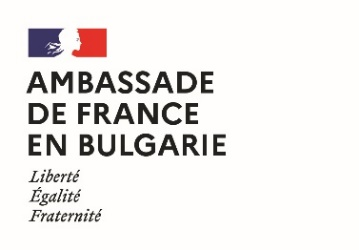 AMBASSADE
DE FRANCE
EN BULGARIE
Liberté
Égalité
Fraternité